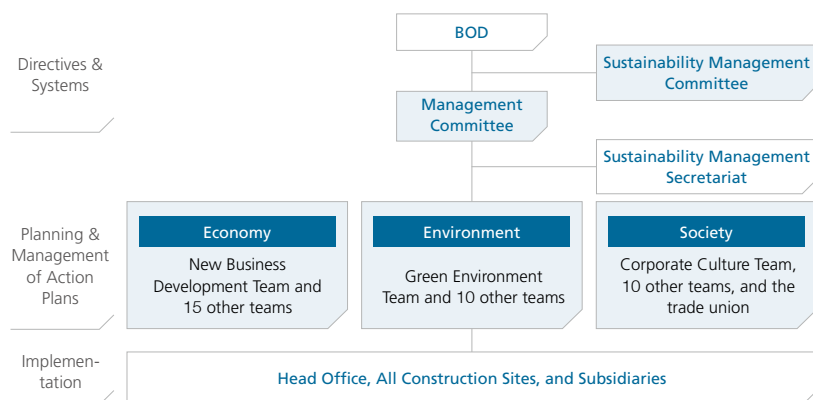 BOD
Directives &
Systems
Sustainability Management
Committee
Management
Committee
Sustainability Management
Secretariat
Planning &
Management
of Action
Plans
Economy
New Business
Development Team and
15 other teams
Environment
Green Environment
Team and 10 other teams
Society
Corporate Culture Team,
10 other teams, and the
trade union
Implemen-
tation
Head Office, All Construction Sites, and Subsidiaries